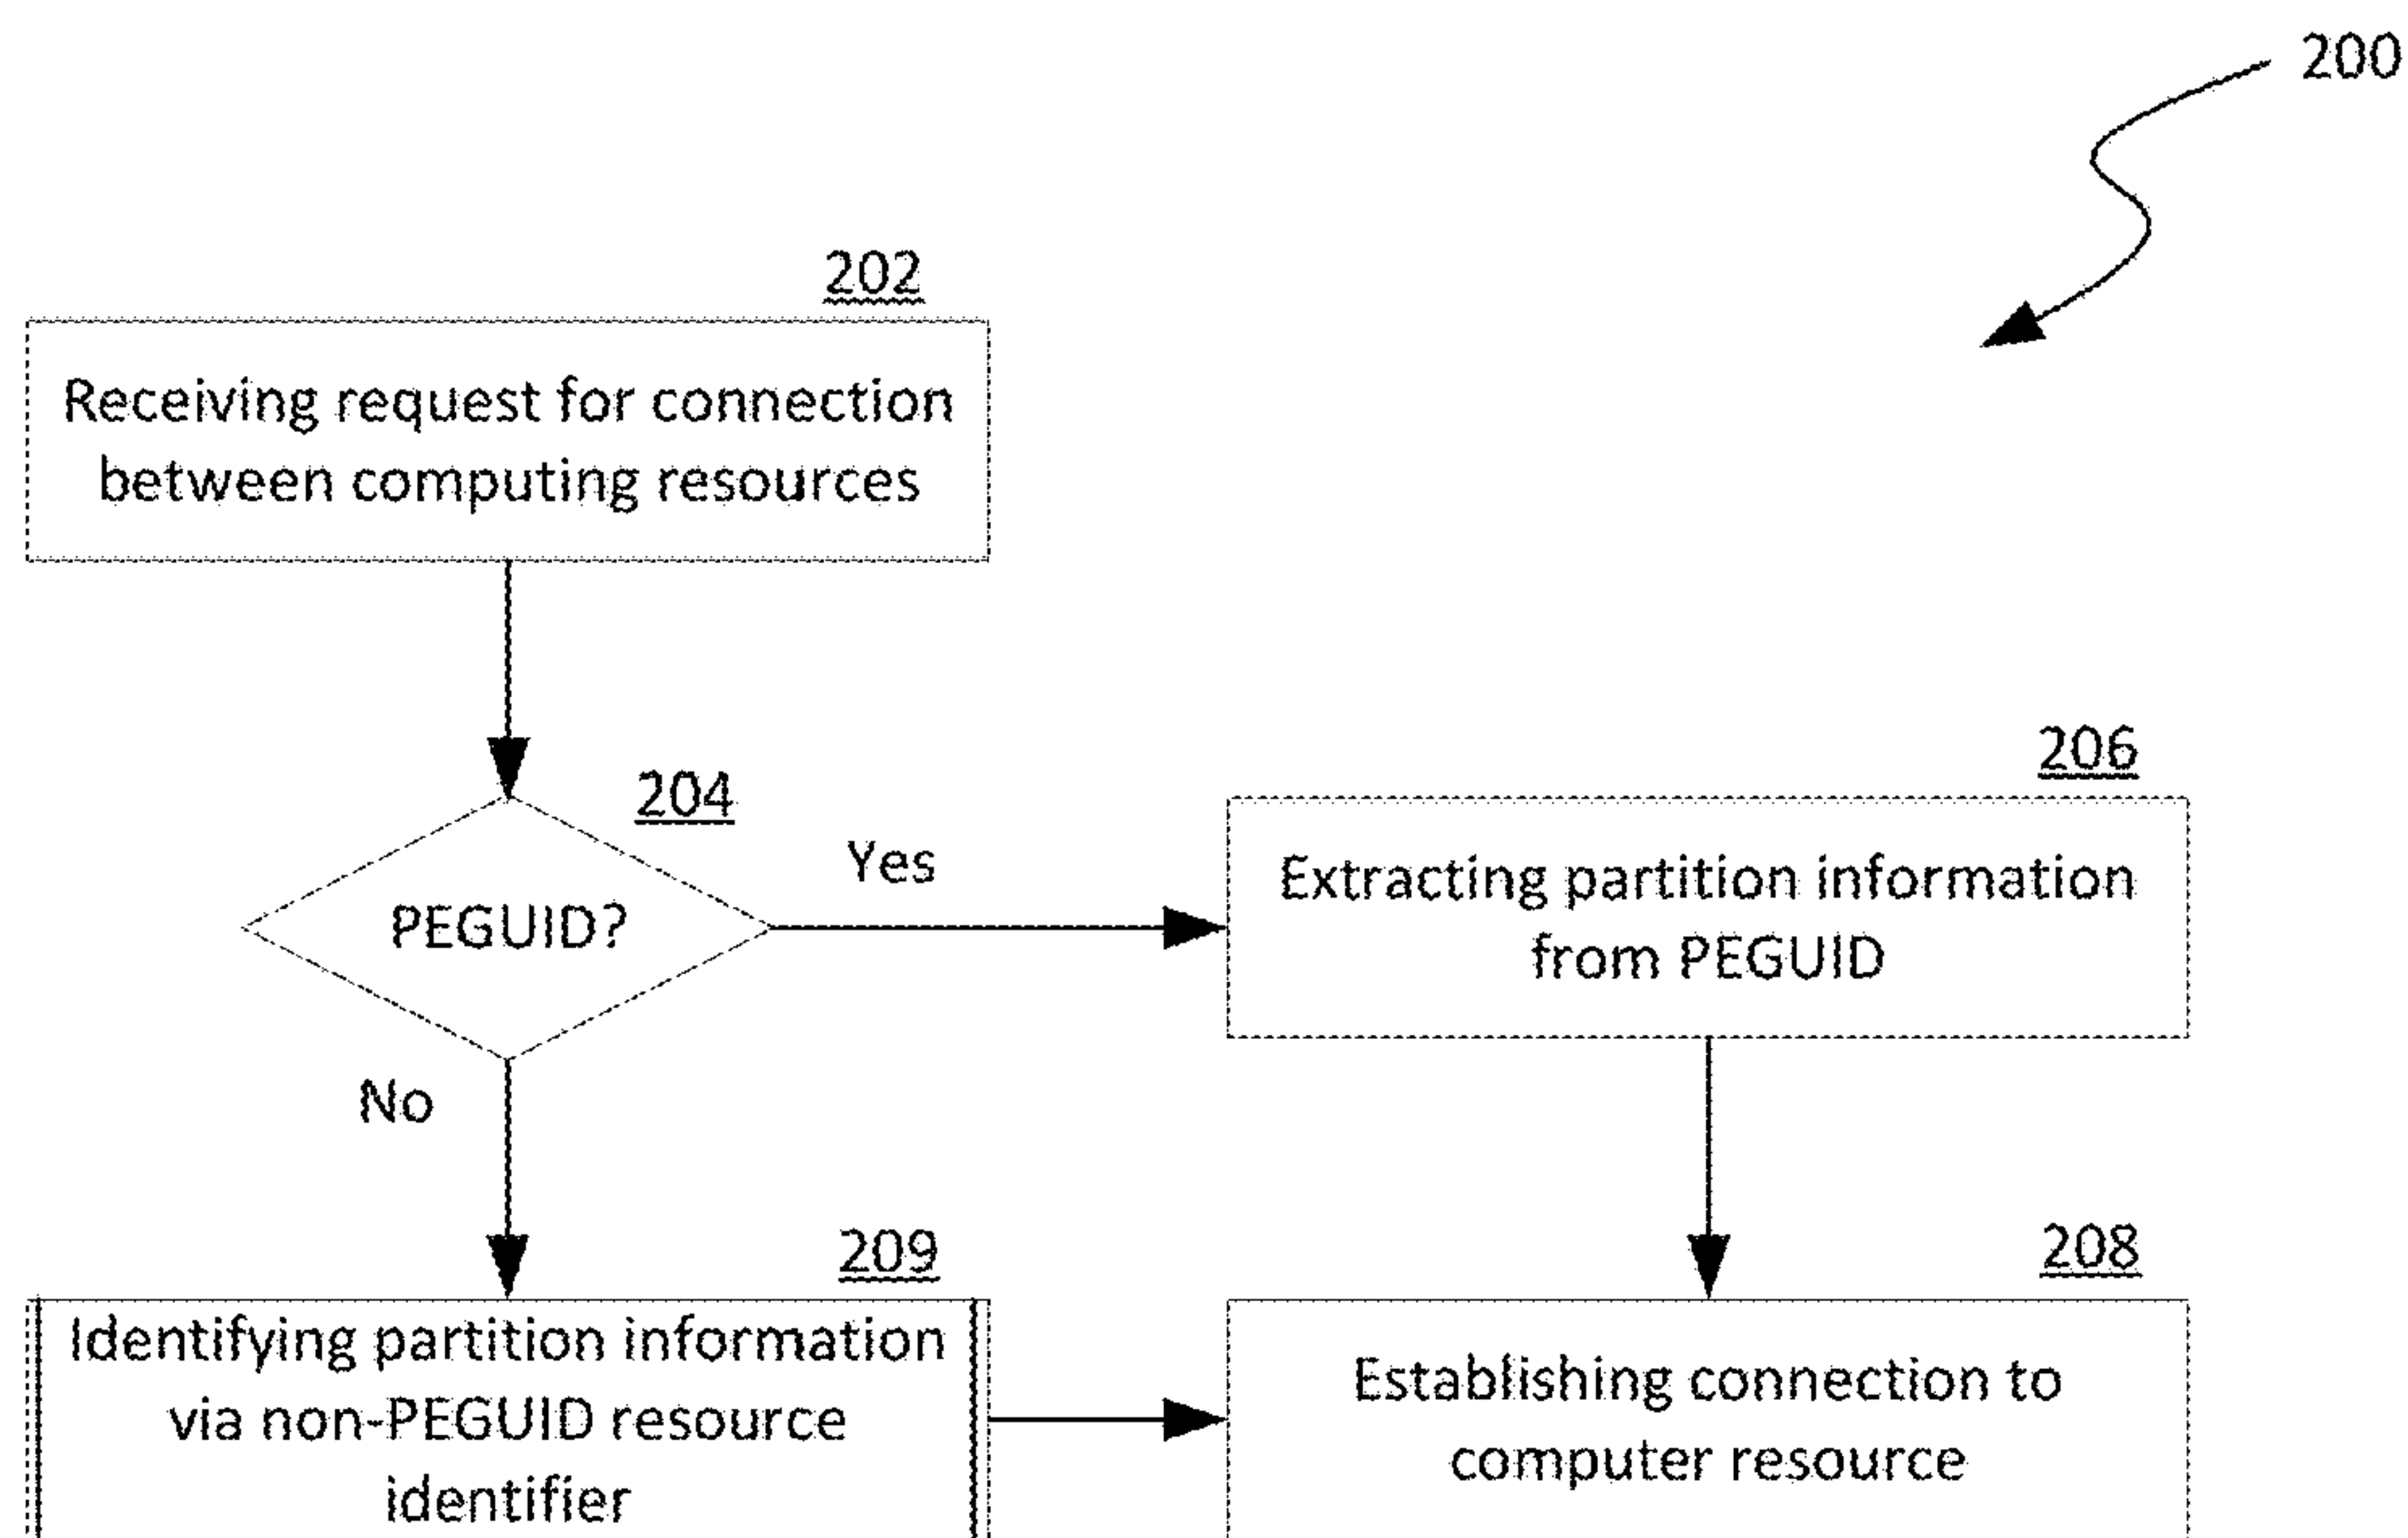 200
202
Receiving request for connection
between computing resources
204
PEGUID?
Yes
No
206
Extracting partition information
from PEGUID
209
Identifying partition information
via non-PEGUID resource
identifier
208
Establishing connection to
computer resource